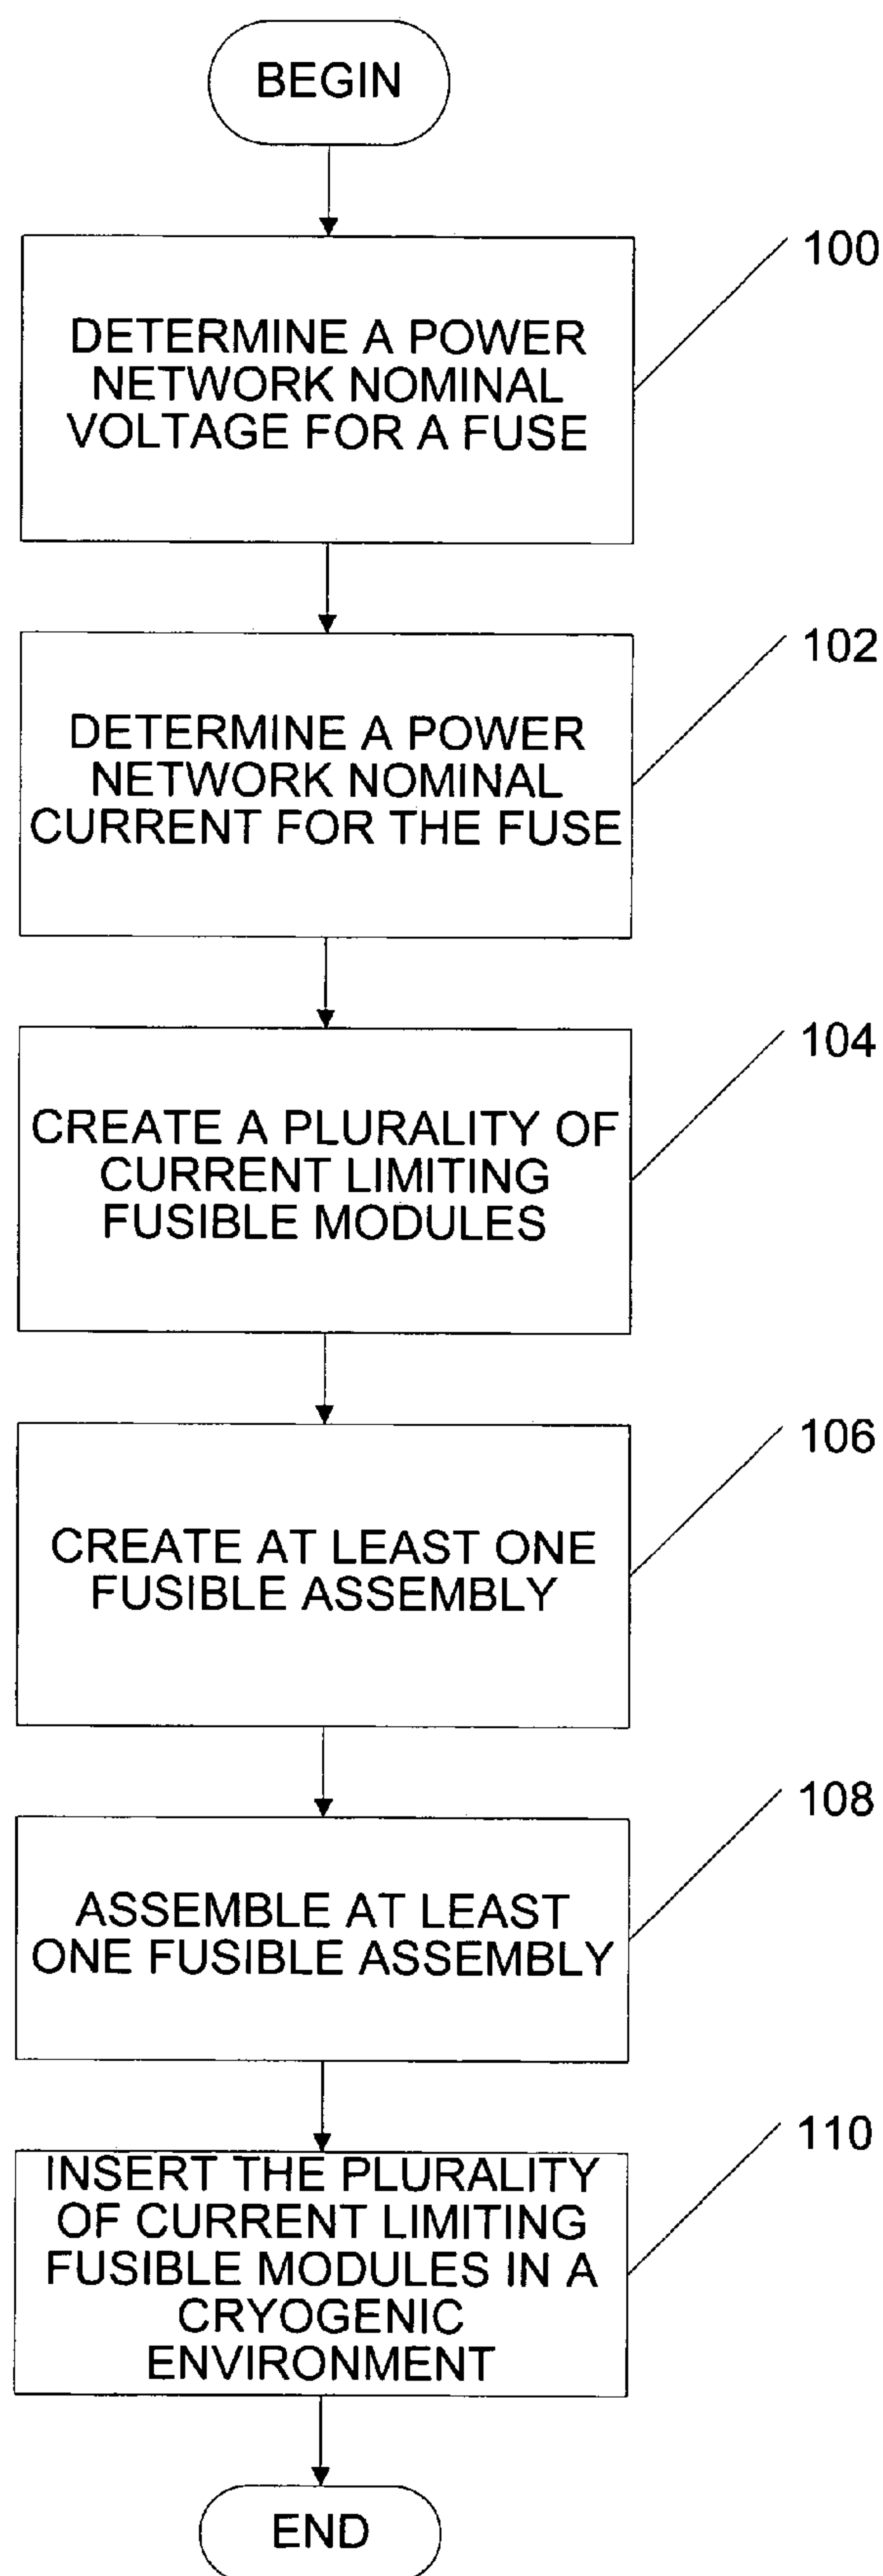 BEGIN
100
DETERMINE A POWER
NETWORK NOMINAL
VOLTAGE FOR A FUSE
102
DETERMINE A POWER
NETWORK NOMINAL
CURRENT FOR THE FUSE
104
CREATE A PLURALITY OF
CURRENT LIMITING
FUSIBLE MODULES
106
CREATE AT LEAST ONE
FUSIBLE ASSEMBLY
108
ASSEMBLE AT LEAST
ONE FUSIBLE ASSEMBLY
110
INSERT THE PLURALITY
OF CURRENT LIMITING
FUSIBLE MODULES IN A
CRYOGENIC
ENVIRONMENT
END